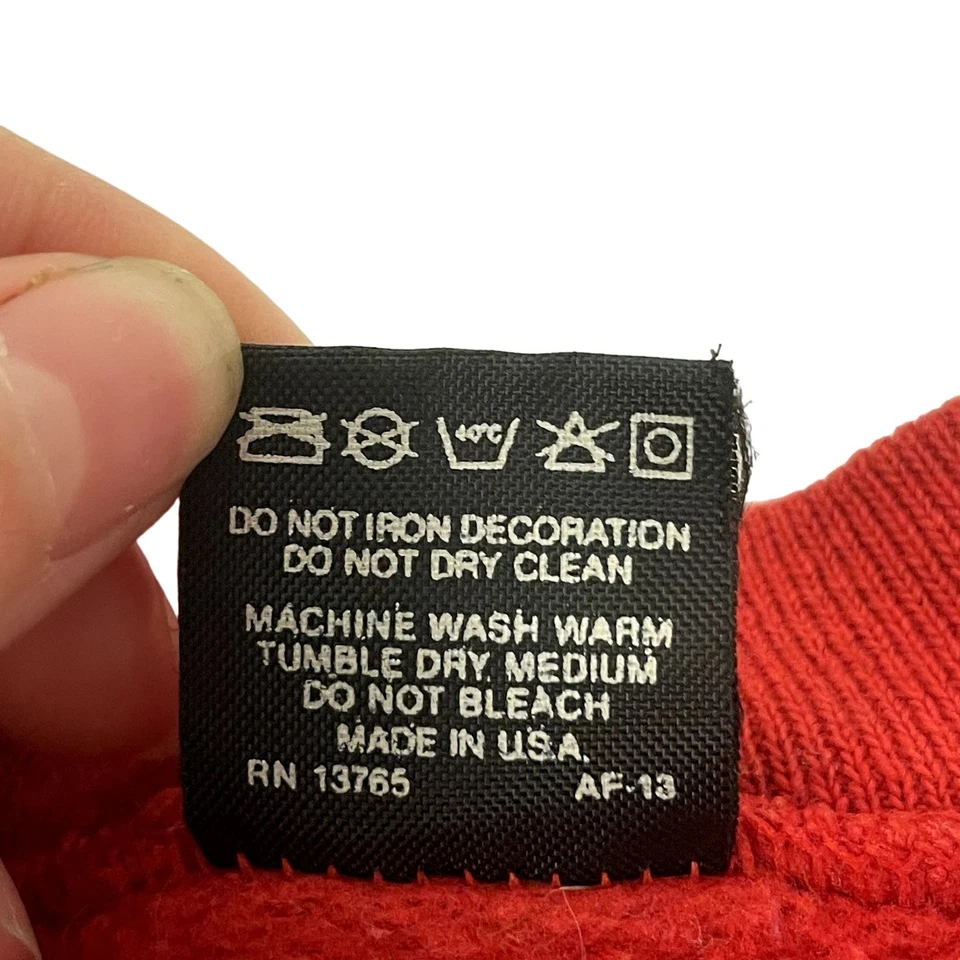 40°C
DO NOT IRON DECORATION
DO NOT DRY CLEAN
MACHINE WASH WARM
TUMBLE DRY MEDIUM
DO NOT BLEACH
MADE IN U.S.A.
RN 13765 AF-13